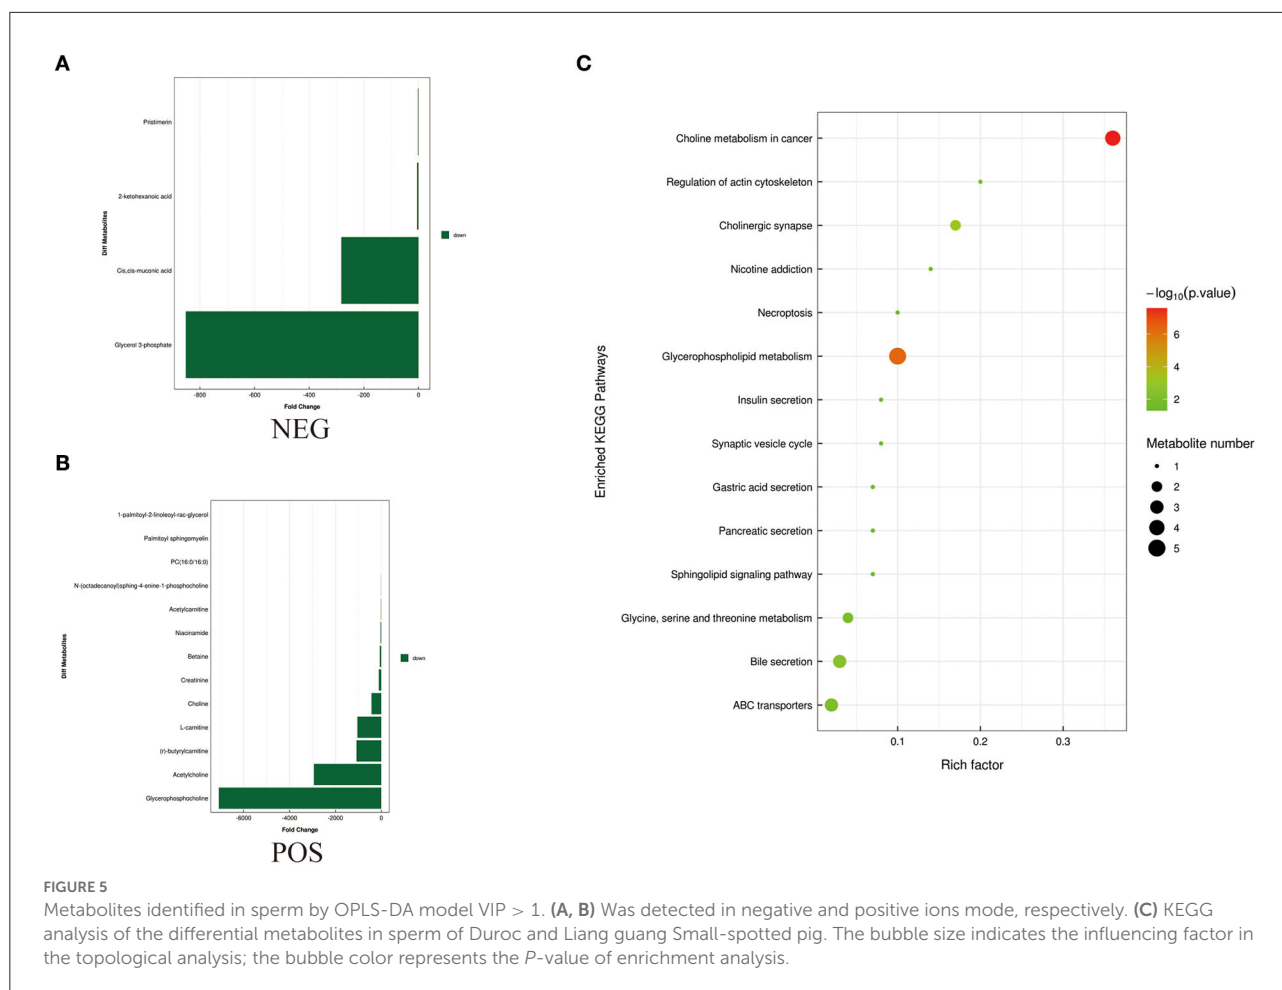 A
Pristimerin
2-ketohexanoic acid
Cis,cis-muconic acid
Glycerol 3-phosphate
Diff Metabolites
down
-800
-600
-400
-200
0
Fold Change
NEG
B
1-palmitoyl-2-linoleoyl-rac-glycerol
Palmitoyl sphingomyelin
PC(16:0/16:0)
N-(octadecanoyl)sphing-4-enine-1-phosphocholine
Acetylcarnitine
Niacinamide
Betaine
Creatinine
Choline
L-carnitine
(r)-butyrylcarnitine
Acetylcholine
Glycerophosphocholine
Diff Metabolites
down
-6000
-4000
-2000
0
Fold Change
POS
C
Choline metabolism in cancer
Regulation of actin cytoskeleton
Cholinergic synapse
Nicotine addiction
Necroptosis
Glycerophospholipid metabolism
Insulin secretion
Synaptic vesicle cycle
Gastric acid secretion
Pancreatic secretion
Sphingolipid signaling pathway
Glycine, serine and threonine metabolism
Bile secretion
ABC transporters
Enriched KEGG Pathways
0.1
0.2
0.3
Rich factor
−log10(p.value)
6
4
2
Metabolite number
1
2
3
4
5
FIGURE 5
Metabolites identified in sperm by OPLS-DA model VIP > 1. (A, B) Was detected in negative and positive ions mode, respectively. (C) KEGG
analysis of the differential metabolites in sperm of Duroc and Liang guang Small-spotted pig. The bubble size indicates the influencing factor in
the topological analysis; the bubble color represents the P-value of enrichment analysis.